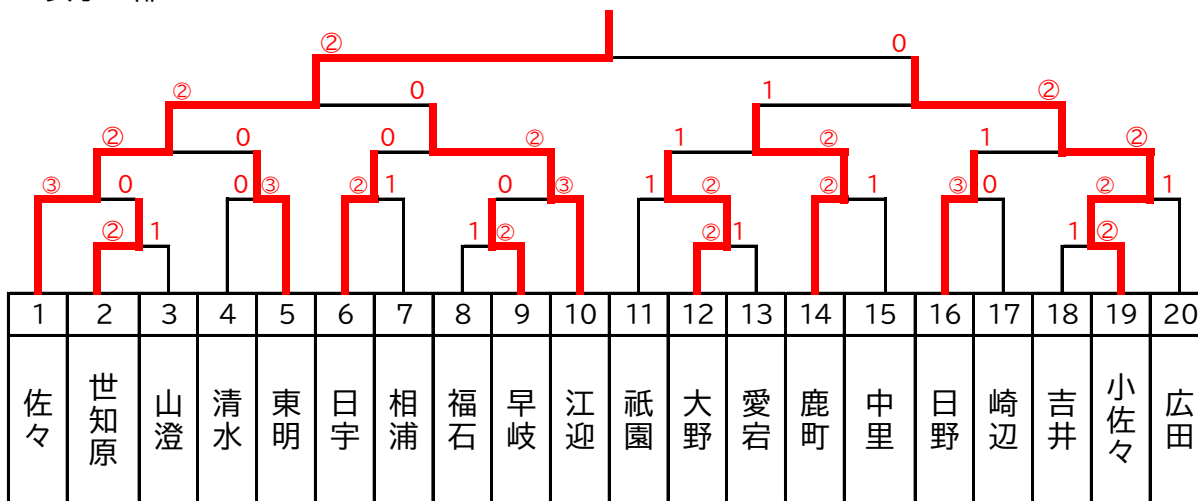 ② 0
② 0 1 ②
② 0 0 ② 1 ② 1 ②
③ 0 0 ③ ② 1 0 ③ 1 ② ② 1 ③ 0 ② 1
② 1 1 ② ② 1 1 ②
1 2 3 4 5 6 7 8 9 10 11 12 13 14 15 16 17 18 19 20
佐々 世知原 山澄 清水 東明 日宇 相浦 福石 早岐 江迎 祇園 大野 愛宕 鹿町 中里 日野 崎辺 吉井 小佐々 広田